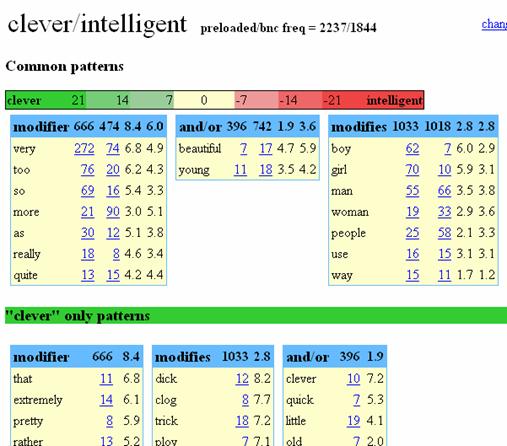 clever/intelligent preloaded/bnc freq = 2237/1844
Common patterns
clever 21 14 7 0 -7 -14 -21 intelligent
modifier 666 474 8.4 6.0
very 272 74 6.8 4.9
too 76 20 6.2 4.3
so 69 16 5.4 3.3
more 21 90 3.0 5.1
as 30 12 5.1 3.8
really 18 8 4.6 3.4
quite 13 15 4.2 4.4
and/or 396 742 1.9 3.6
beautiful 7 17 4.7 5.9
young 11 18 3.5 4.2
modifies 1033 1018 2.8 2.8
boy 62 7 6.0 2.9
girl 70 10 5.9 3.1
man 55 66 3.5 3.8
woman 19 33 2.9 3.6
people 25 58 2.1 3.3
use 16 15 3.1 3.1
way 15 11 1.7 1.2
"clever" only patterns
modifier 666 8.4
that 11 6.8
extremely 14 6.1
pretty 8 5.9
rather 13 5.2
modifies 1033 2.8
dick 12 8.2
clog 8 7.7
trick 18 7.2
ploy 7 7.1
and/or 396 1.9
clever 10 7.2
quick 7 5.3
little 19 4.1
old 7 2.0